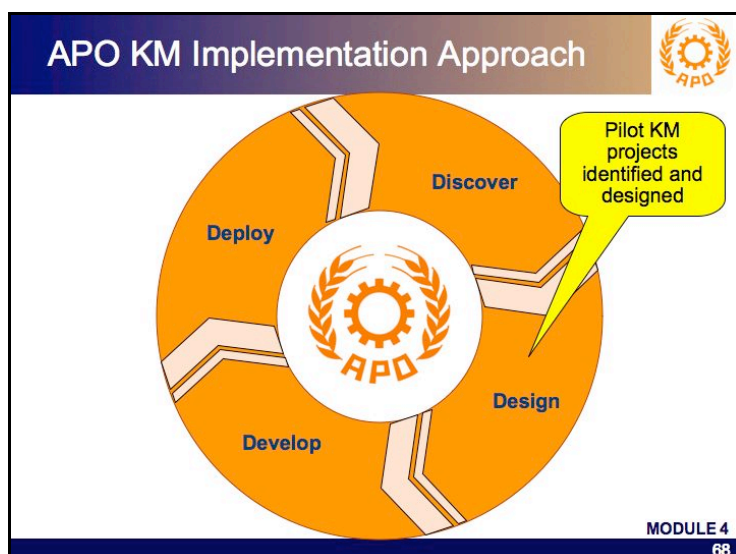 APO KM Implementation Approach
APO
Pilot KM
projects
identified and
designed
Discover
Deploy
APO
Design
Develop
MODULE 4
68